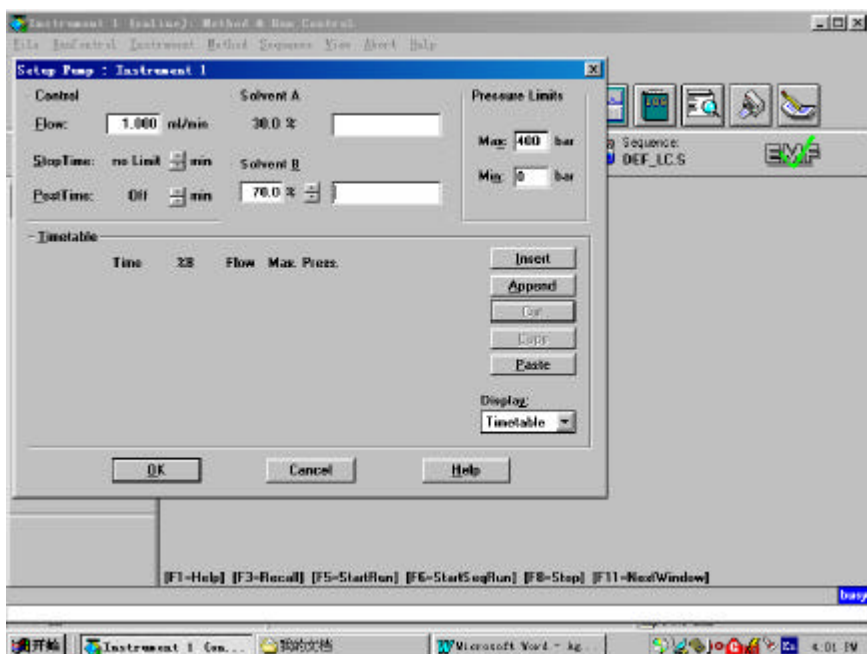 Instrument 1 (online): Method & Run Control
File RunControl Instrument Method Sequence View Abort Help
Setup Pump : Instrument 1
Control
Flow: 1.000 ml/min
StopTime: no Limit min
PostTime: Off min
Solvent A
30.0 %
Solvent B
70.0 %
Pressure Limits
Max: 400 bar
Min: 0 bar
Sequence:
DEF_LC.S
EMF
Timetable
Time %B Flow Max. Press.
Insert
Append
Cut
Copy
Paste
Display:
Timetable
OK Cancel Help
[F1=Help] [F3=Recall] [F5=StartRun] [F6=StartSeqRun] [F8=Stop] [F11=NextWindow]
busy
开始 Instrument 1 (on... 我的文档 Microsoft Word - kg... En 4:01 PM